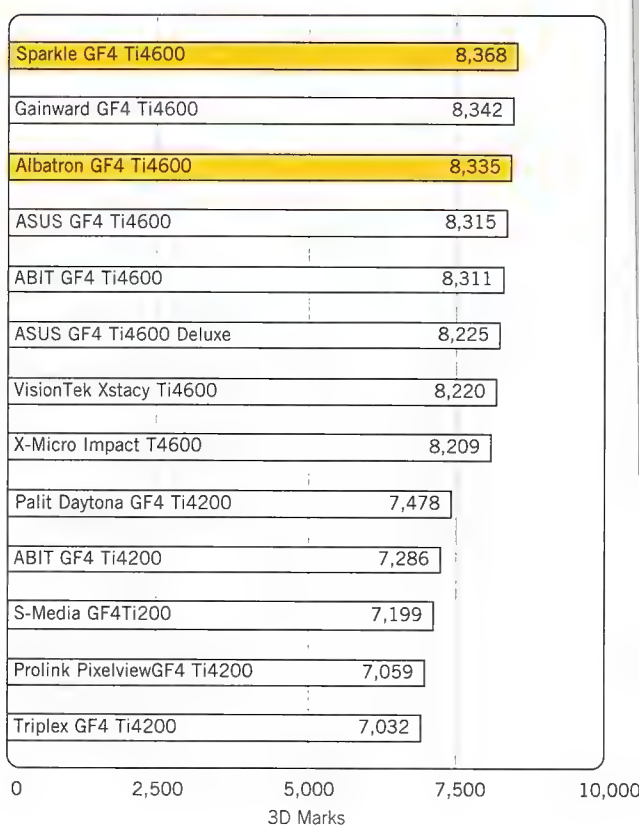 Sparkle GF4 Ti4600 8,368
Gainward GF4 Ti4600 8,342
Albatron GF4 Ti4600 8,335
ASUS GF4 Ti4600 8,315
ABIT GF4 Ti4600 8,311
ASUS GF4 Ti4600 Deluxe 8,225
VisionTek Xstacy Ti4600 8,220
X-Micro Impact T4600 8,209
Palit Daytona GF4 Ti4200 7,478
ABIT GF4 Ti4200 7,286
S-Media GF4Ti200 7,199
Prolink PixelviewGF4 Ti4200 7,059
Triplex GF4 Ti4200 7,032
0 2,500 5,000 7,500 10,000
3D Marks